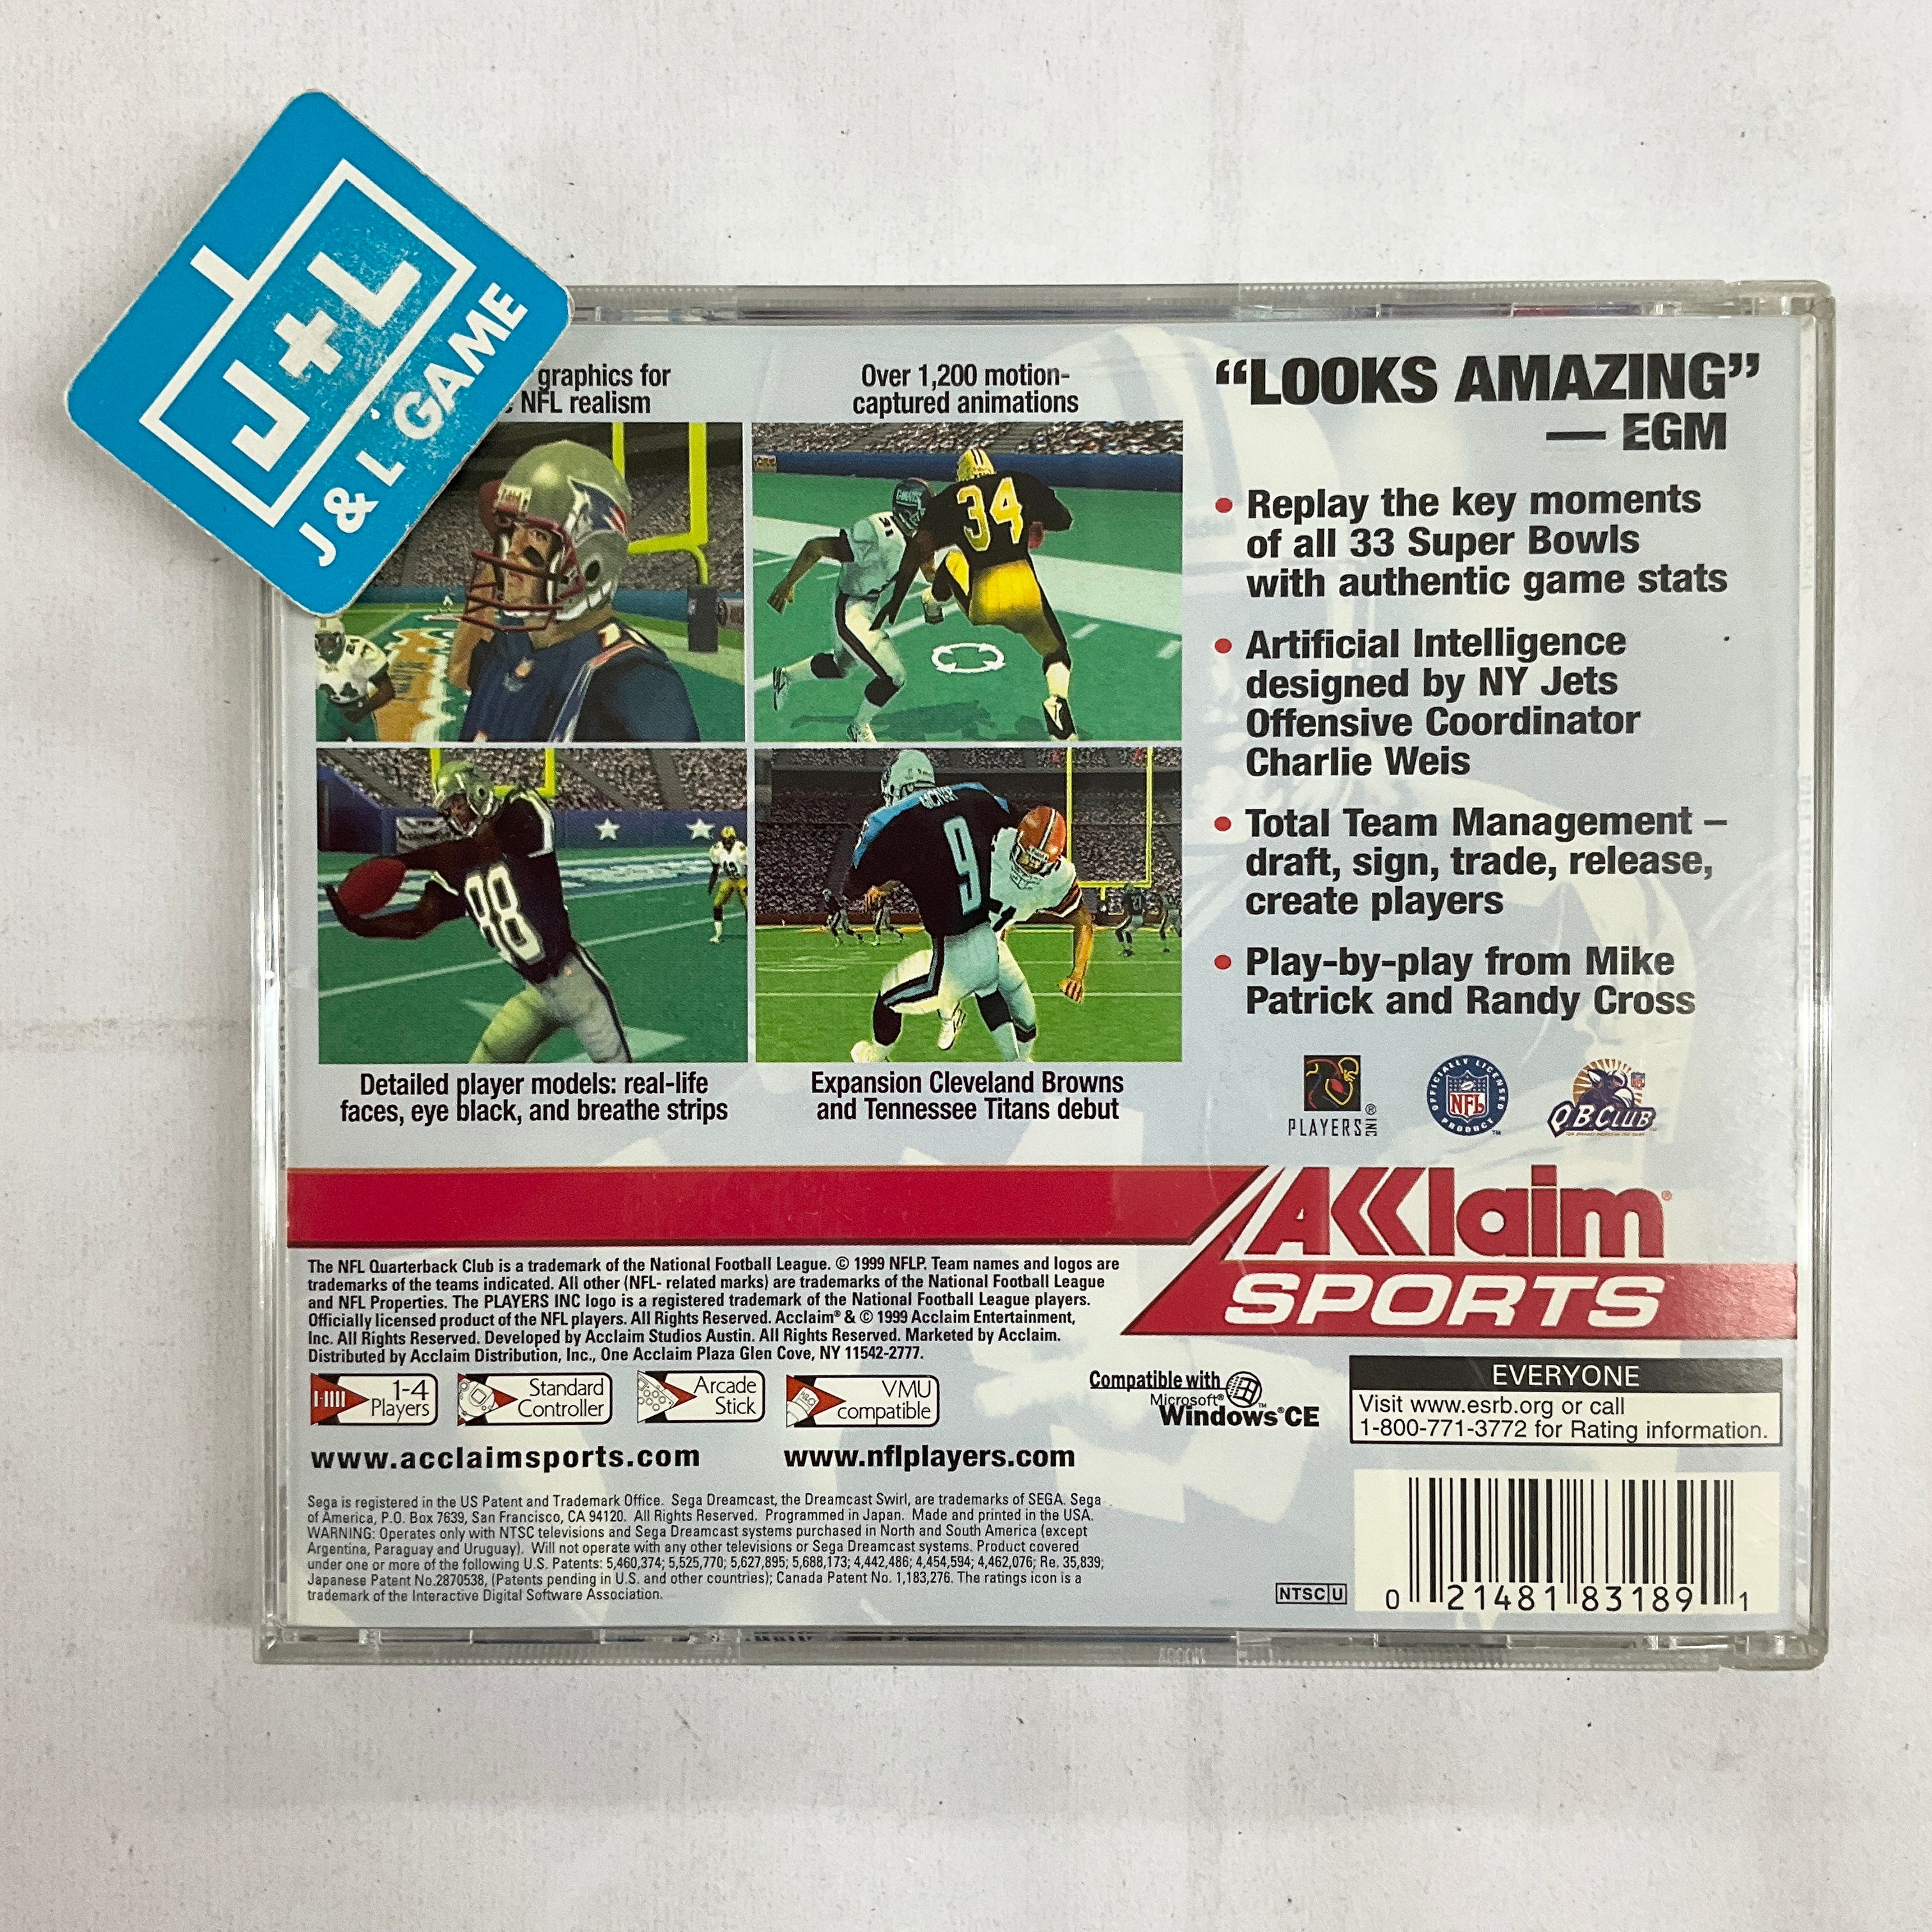 J+L
J & L GAME
graphics for
NFL realism
Over 1,200 motion-
captured animations
GIANTS
34
88
9
Detailed player models: real-life
faces, eye black, and breathe strips
Expansion Cleveland Browns
and Tennessee Titans debut
“LOOKS AMAZING”
— EGM
• Replay the key moments
of all 33 Super Bowls
with authentic game stats
• Artificial Intelligence
designed by NY Jets
Offensive Coordinator
Charlie Weis
• Total Team Management –
draft, sign, trade, release,
create players
• Play-by-play from Mike
Patrick and Randy Cross
PLAYERS INC®
OFFICIALLY LICENSED
NFL
PRODUCT™
QB CLUB
AKKlaim®
SPORTS
The NFL Quarterback Club is a trademark of the National Football League. © 1999 NFLP. Team names and logos are
trademarks of the teams indicated. All other (NFL- related marks) are trademarks of the National Football League
and NFL Properties. The PLAYERS INC logo is a registered trademark of the National Football League players.
Officially licensed product of the NFL players. All Rights Reserved. Acclaim® & © 1999 Acclaim Entertainment,
Inc. All Rights Reserved. Developed by Acclaim Studios Austin. All Rights Reserved. Marketed by Acclaim.
Distributed by Acclaim Distribution, Inc., One Acclaim Plaza Glen Cove, NY 11542-2777.
1-4
Players
Standard
Controller
Arcade
Stick
VMU
compatible
Compatible with
Microsoft®
Windows®CE
EVERYONE
Visit www.esrb.org or call
1-800-771-3772 for Rating information.
www.acclaimsports.com
www.nflplayers.com
Sega is registered in the US Patent and Trademark Office. Sega Dreamcast, the Dreamcast Swirl, are trademarks of SEGA. Sega
of America, P.O. Box 7639, San Francisco, CA 94120. All Rights Reserved. Programmed in Japan. Made and printed in the USA.
WARNING: Operates only with NTSC televisions and Sega Dreamcast systems purchased in North and South America (except
Argentina, Paraguay and Uruguay). Will not operate with any other televisions or Sega Dreamcast systems. Product covered
under one or more of the following U.S. Patents: 5,460,374; 5,525,770; 5,627,895; 5,688,173; 4,442,486; 4,454,594; 4,462,076; Re. 35,839;
Japanese Patent No.2870538, (Patents pending in U.S. and other countries); Canada Patent No. 1,183,276. The ratings icon is a
trademark of the Interactive Digital Software Association.
NTSC U
0 21481 83189 1